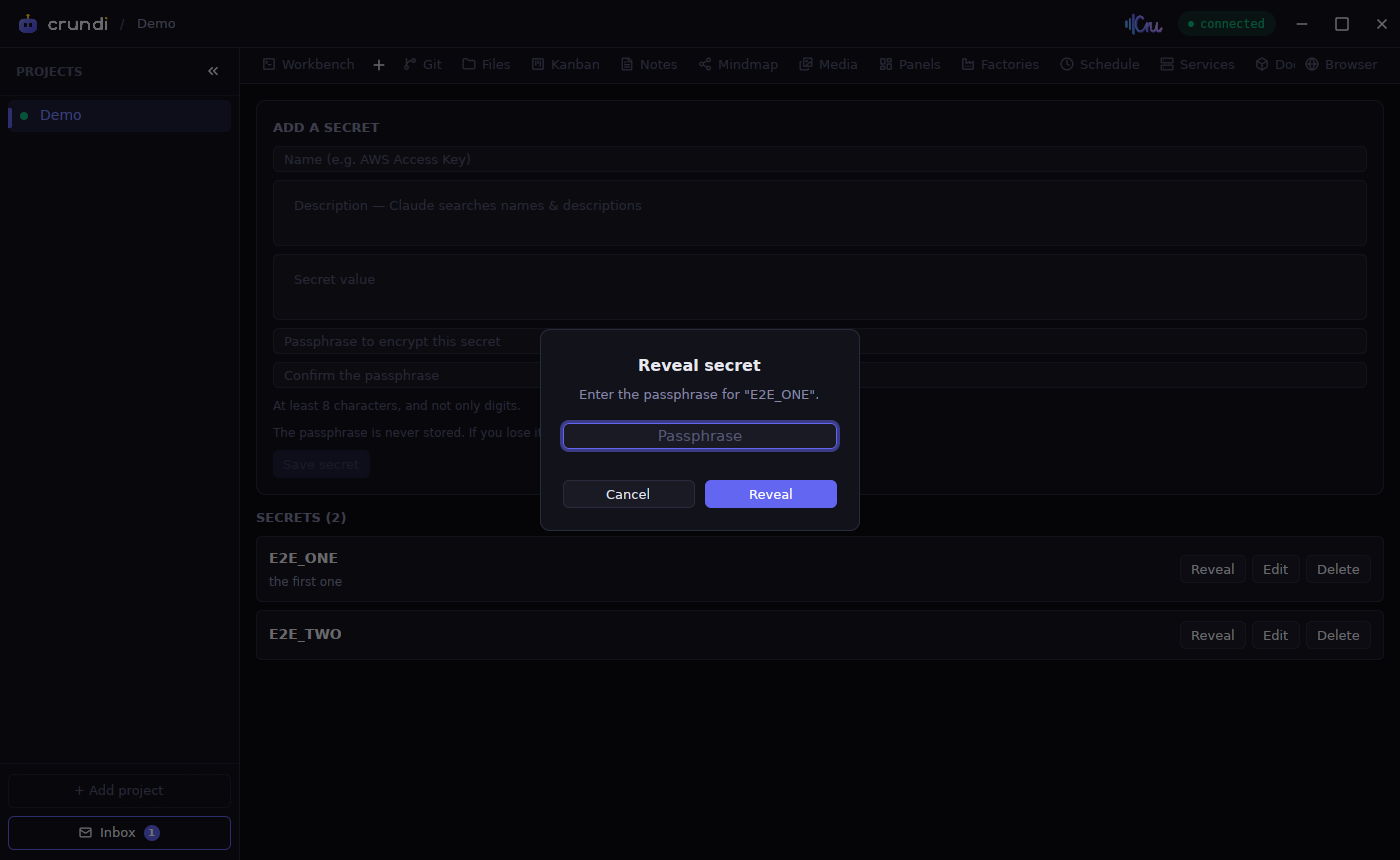 crundi / Demo
Cru
connected
PROJECTS
Demo
Workbench + Git Files Kanban Notes Mindmap Media Panels Factories Schedule Services Doc Browser
ADD A SECRET
Name (e.g. AWS Access Key)
Description — Claude searches names & descriptions
Secret value
Passphrase to encrypt this secret
Confirm the passphrase
At least 8 characters, and not only digits.
The passphrase is never stored. If you lose it
Save secret
Reveal secret
Enter the passphrase for "E2E_ONE".
Passphrase
Cancel Reveal
SECRETS (2)
E2E_ONE
the first one
Reveal Edit Delete
E2E_TWO
Reveal Edit Delete
+ Add project
Inbox 1